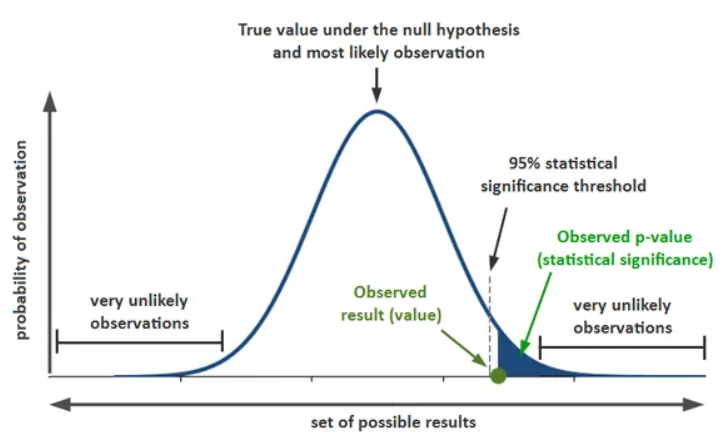 True value under the null hypothesis
and most likely observation
probability of observation
95% statistical
significance threshold
Observed p-value
(statistical significance)
Observed
result (value)
very unlikely
observations
very unlikely
observations
set of possible results